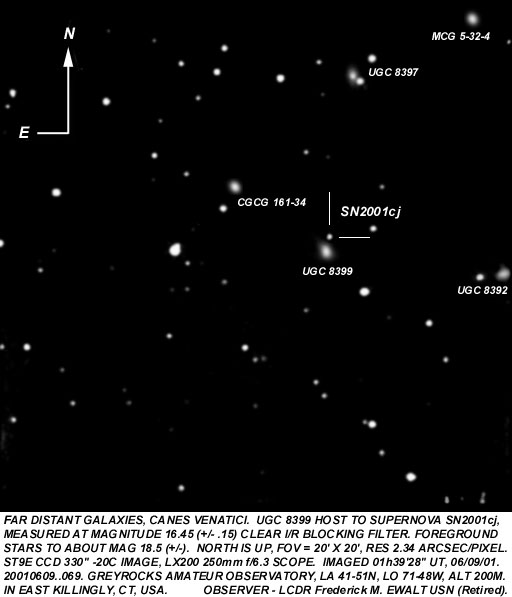 N
MCG 5-32-4
UGC 8397
E
CGCG 161-34
SN2001cj
UGC 8399
UGC 8392
FAR DISTANT GALAXIES, CANES VENATICI. UGC 8399 HOST TO SUPERNOVA SN2001cj,
MEASURED AT MAGNITUDE 16.45 (+/- .15) CLEAR I/R BLOCKING FILTER. FOREGROUND
STARS TO ABOUT MAG 18.5 (+/-). NORTH IS UP, FOV = 20' X 20', RES 2.34 ARCSEC/PIXEL.
ST9E CCD 330" -20C IMAGE, LX200 250mm f/6.3 SCOPE. IMAGED 01h39'28" UT, 06/09/01.
20010609..069. GREYROCKS AMATEUR OBSERVATORY, LA 41-51N, LO 71-48W, ALT 200M.
IN EAST KILLINGLY, CT, USA. OBSERVER - LCDR Frederick M. EWALT USN (Retired).